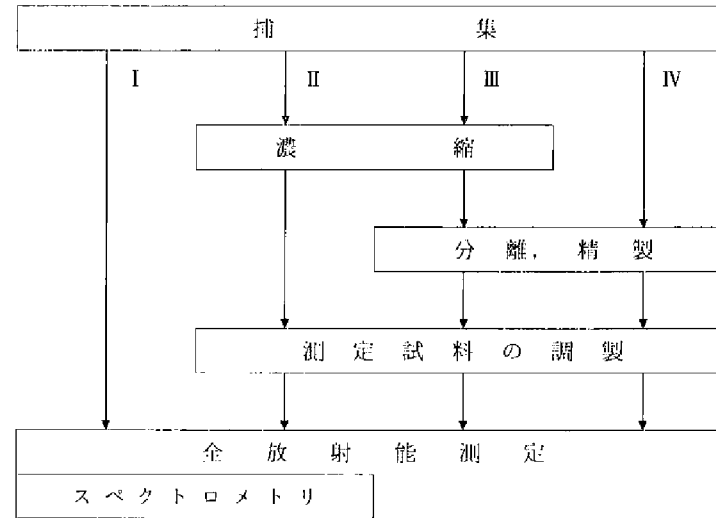 捕集
Ⅰ Ⅱ Ⅲ Ⅳ
濃縮
分離，精製
測定試料の調製
全放射能測定
スペクトロメトリ